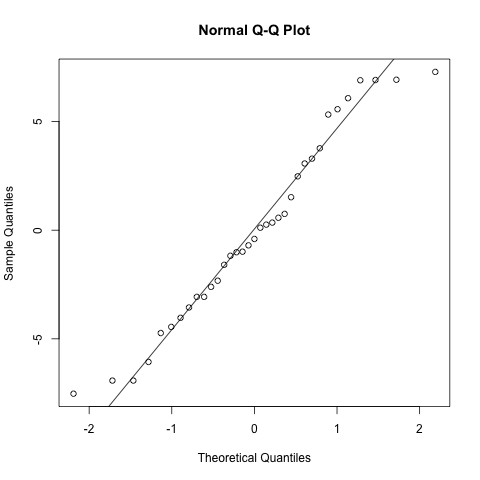 Normal Q-Q Plot
Sample Quantiles
5
0
-5
-2 -1 0 1 2
Theoretical Quantiles